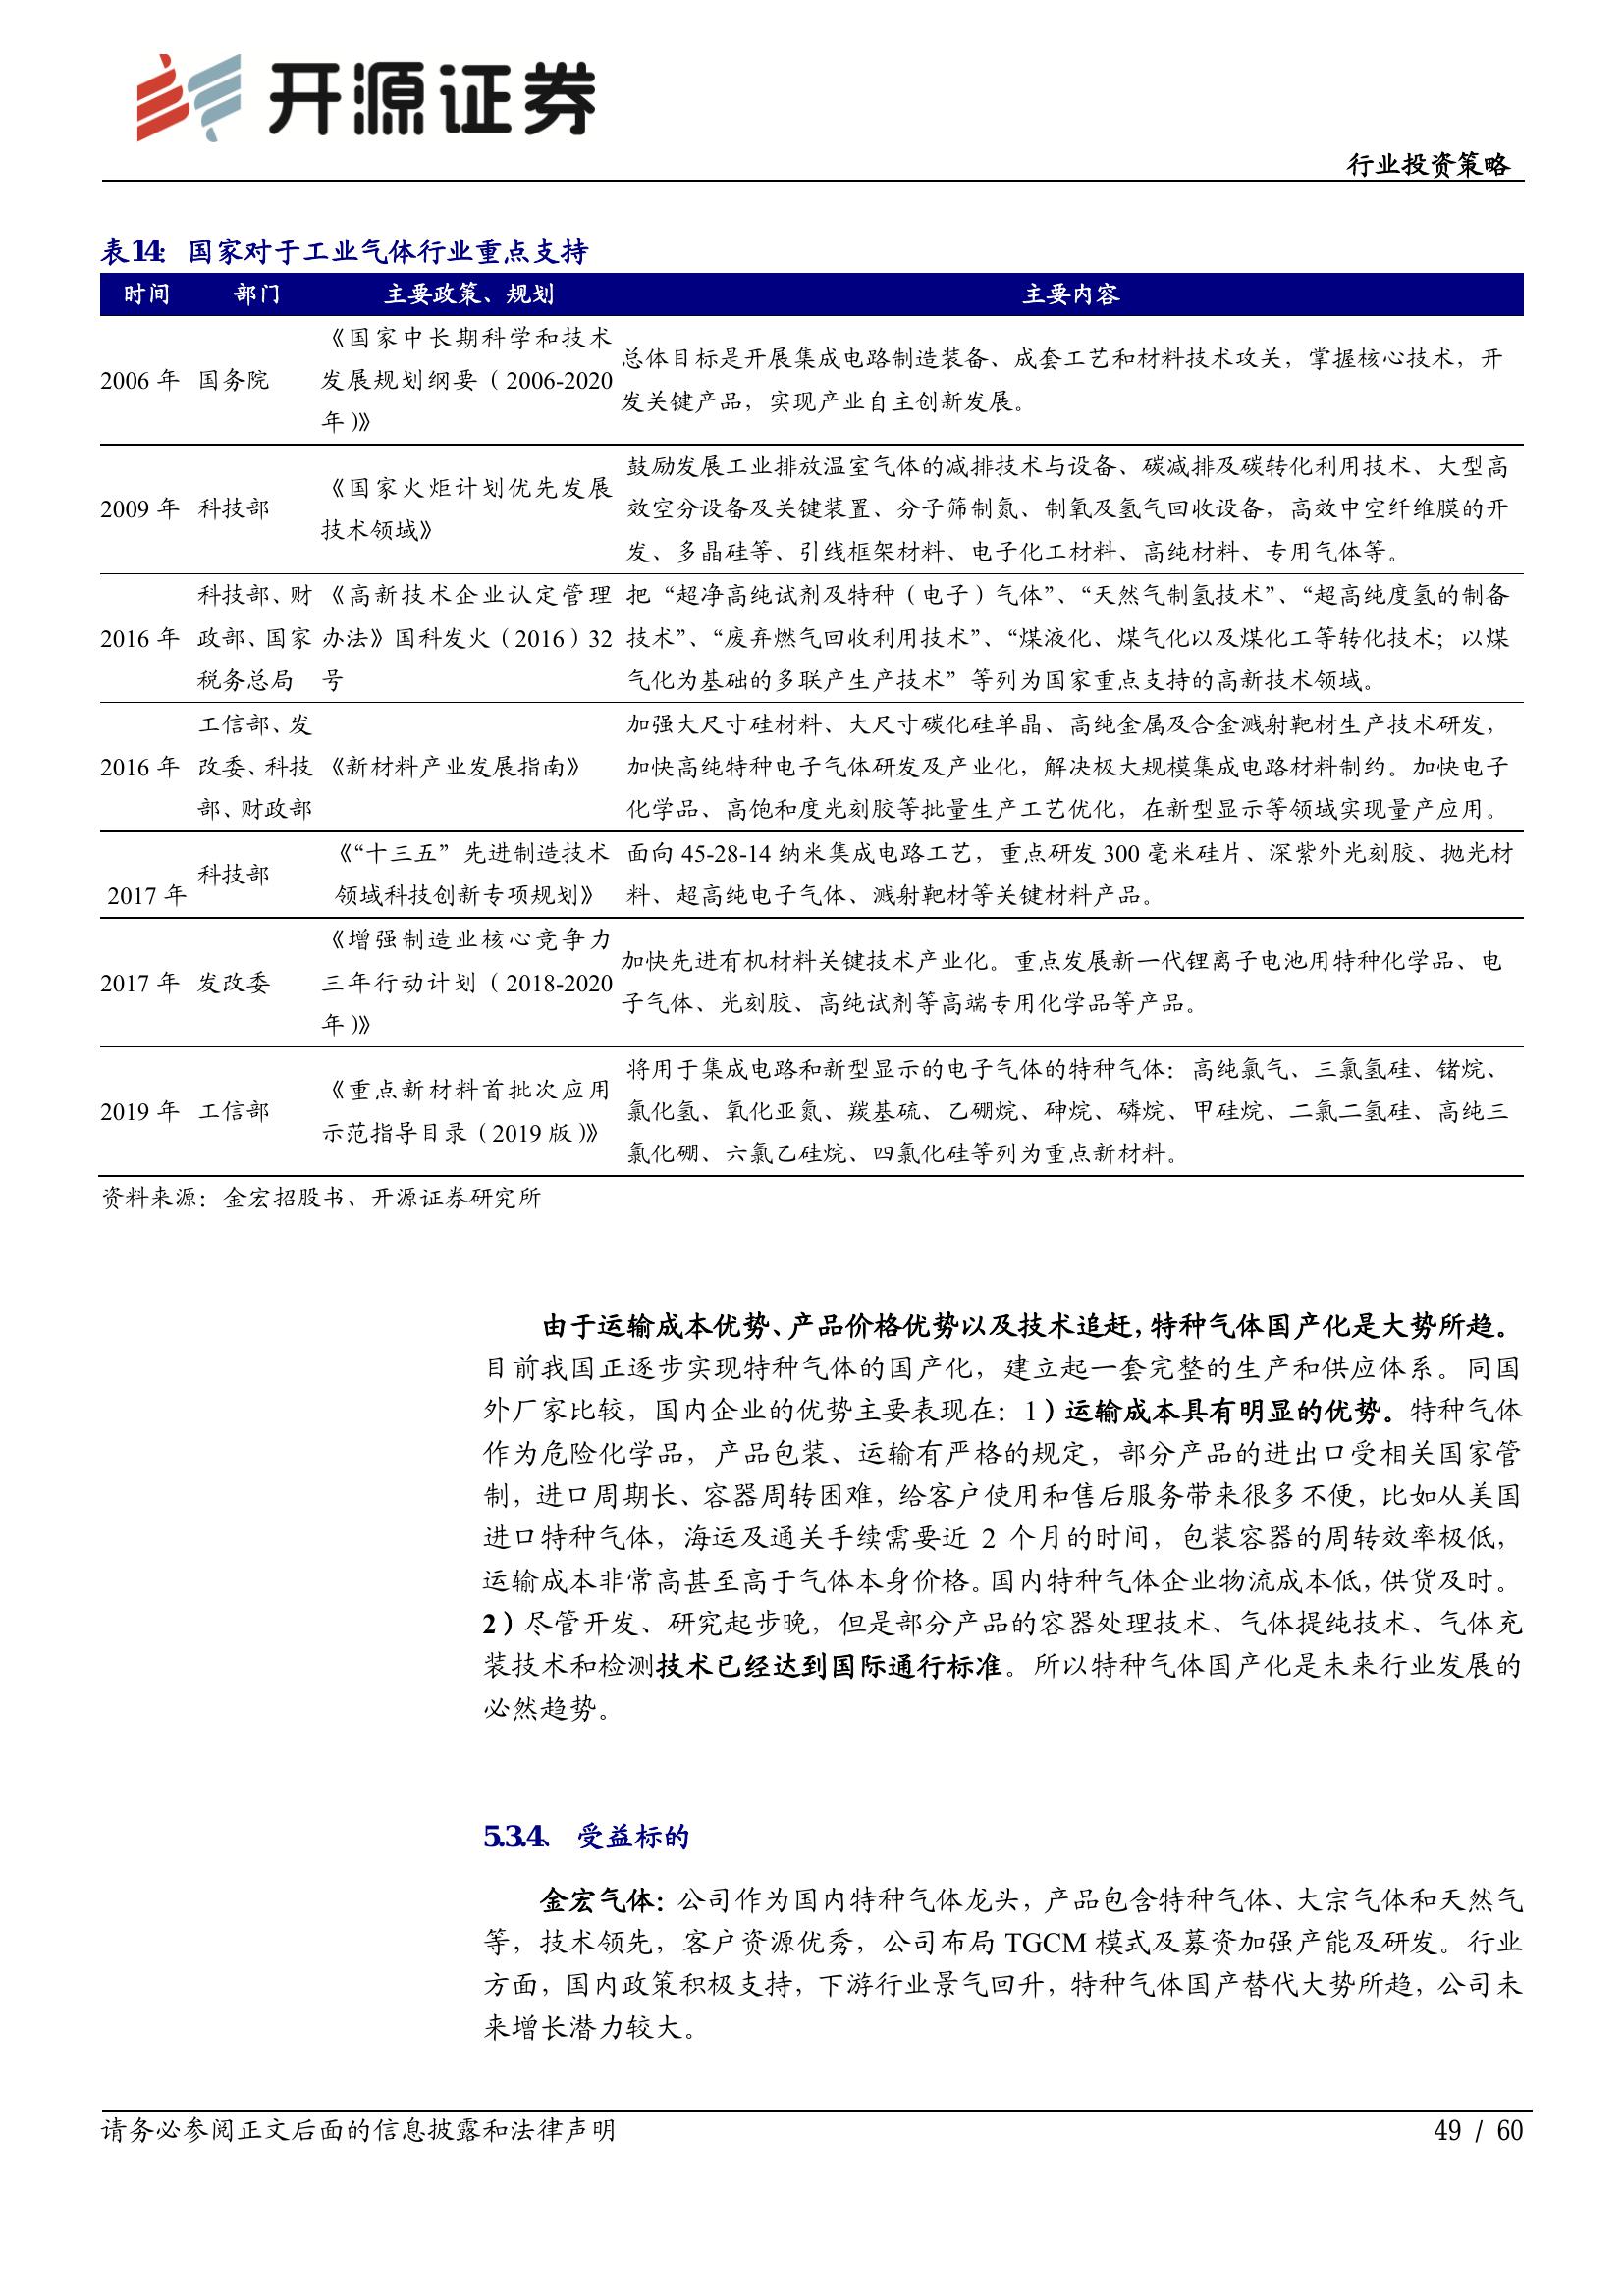 开源证券
行业投资策略
表14： 国家对于工业气体行业重点支持
时间 部门 主要政策、规划 主要内容
2006 年 国务院
《国家中长期科学和技术
发展规划纲要（2006-2020
年）》
总体目标是开展集成电路制造装备、成套工艺和材料技术攻关，掌握核心技术，开
发关键产品，实现产业自主创新发展。
2009 年 科技部
《国家火炬计划优先发展
技术领域》
鼓励发展工业排放温室气体的减排技术与设备、碳减排及碳转化利用技术、大型高
效空分设备及关键装置、分子筛制氮、制氧及氢气回收设备，高效中空纤维膜的开
发、多晶硅等、引线框架材料、电子化工材料、高纯材料、专用气体等。
2016 年
科技部、财
政部、国家
税务总局
《高新技术企业认定管理
办法》国科发火（2016）32
号
把“超净高纯试剂及特种（电子）气体”、“天然气制氢技术”、“超高纯度氢的制备
技术”、“废弃燃气回收利用技术”、“煤液化、煤气化以及煤化工等转化技术；以煤
气化为基础的多联产生产技术”等列为国家重点支持的高新技术领域。
2016 年
工信部、发
改委、科技
部、财政部
《新材料产业发展指南》
加强大尺寸硅材料、大尺寸碳化硅单晶、高纯金属及合金溅射靶材生产技术研发，
加快高纯特种电子气体研发及产业化，解决极大规模集成电路材料制约。加快电子
化学品、高饱和度光刻胶等批量生产工艺优化，在新型显示等领域实现量产应用。
2017 年
科技部
《“十三五”先进制造技术
领域科技创新专项规划》
面向 45-28-14 纳米集成电路工艺，重点研发 300 毫米硅片、深紫外光刻胶、抛光材
料、超高纯电子气体、溅射靶材等关键材料产品。
2017 年 发改委
《增强制造业核心竞争力
三年行动计划（2018-2020
年）》
加快先进有机材料关键技术产业化。重点发展新一代锂离子电池用特种化学品、电
子气体、光刻胶、高纯试剂等高端专用化学品等产品。
2019 年 工信部
《重点新材料首批次应用
示范指导目录（2019 版）》
将用于集成电路和新型显示的电子气体的特种气体：高纯氯气、三氯氢硅、锗烷、
氯化氢、氧化亚氮、羰基硫、乙硼烷、砷烷、磷烷、甲硅烷、二氯二氢硅、高纯三
氯化硼、六氯乙硅烷、四氯化硅等列为重点新材料。
资料来源：金宏招股书、开源证券研究所
由于运输成本优势、产品价格优势以及技术追赶，特种气体国产化是大势所趋。
目前我国正逐步实现特种气体的国产化，建立起一套完整的生产和供应体系。同国
外厂家比较，国内企业的优势主要表现在：1）运输成本具有明显的优势。特种气体
作为危险化学品，产品包装、运输有严格的规定，部分产品的进出口受相关国家管
制，进口周期长、容器周转困难，给客户使用和售后服务带来很多不便，比如从美国
进口特种气体，海运及通关手续需要近 2 个月的时间，包装容器的周转效率极低，
运输成本非常高甚至高于气体本身价格。国内特种气体企业物流成本低，供货及时。
2）尽管开发、研究起步晚，但是部分产品的容器处理技术、气体提纯技术、气体充
装技术和检测技术已经达到国际通行标准。所以特种气体国产化是未来行业发展的
必然趋势。
5.3.4、 受益标的
金宏气体：公司作为国内特种气体龙头，产品包含特种气体、大宗气体和天然气
等，技术领先，客户资源优秀，公司布局 TGCM 模式及募资加强产能及研发。行业
方面，国内政策积极支持，下游行业景气回升，特种气体国产替代大势所趋，公司未
来增长潜力较大。
请务必参阅正文后面的信息披露和法律声明
49 / 60